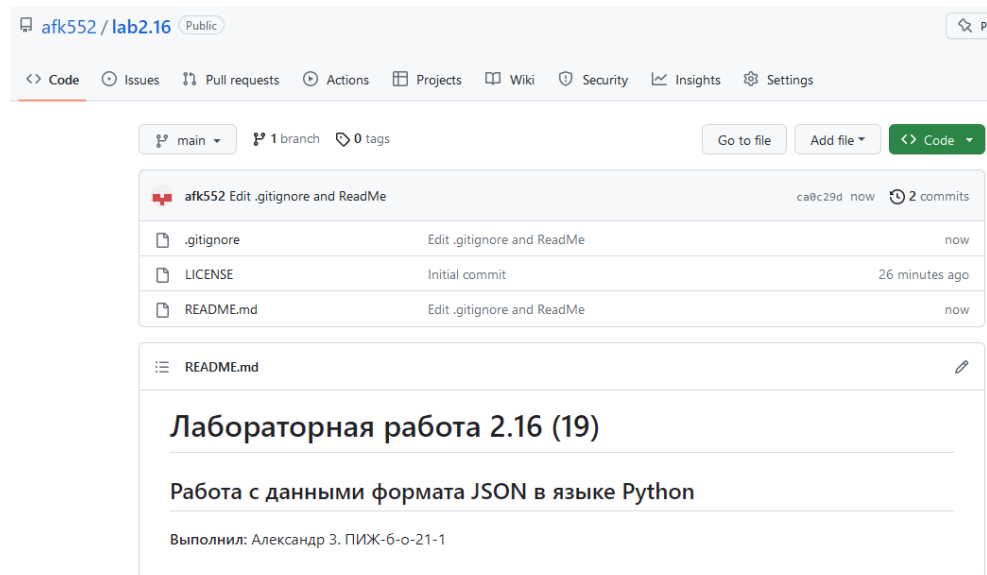 afk552 / lab2.16 Public
P
Code Issues Pull requests Actions Projects Wiki Security Insights Settings
main 1 branch 0 tags Go to file Add file Code
afk552 Edit .gitignore and ReadMe ca0c29d now 2 commits
.gitignore Edit .gitignore and ReadMe now
LICENSE Initial commit 26 minutes ago
README.md Edit .gitignore and ReadMe now
README.md
Лабораторная работа 2.16 (19)
Работа с данными формата JSON в языке Python
Выполнил: Александр З. ПИЖ-б-о-21-1